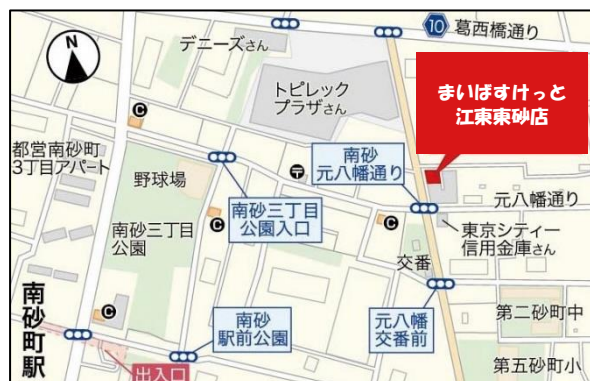 N
デニーズさん
10
葛西橋通り
トピレック
プラザさん
まいばすけっと
江東東砂店
C
都営南砂町
3丁目アパート
野球場
南砂
元八幡通り
元八幡通り
南砂三丁目
公園入口
C
C
東京シティー
信用金庫さん
南砂三丁目
公園
交番
C
南砂町駅
南砂
駅前公園
元八幡
交番前
第二砂町中
第五砂町小
出入口